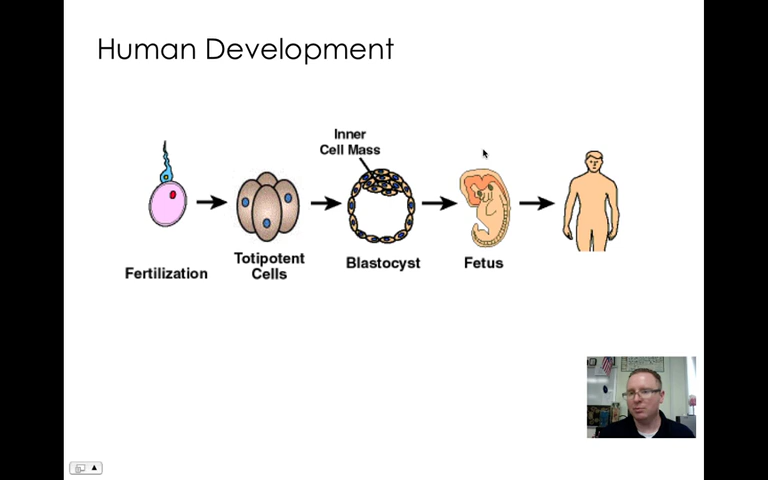 Human Development
Inner
Cell Mass
Fertilization
Totipotent
Cells
Blastocyst
Fetus